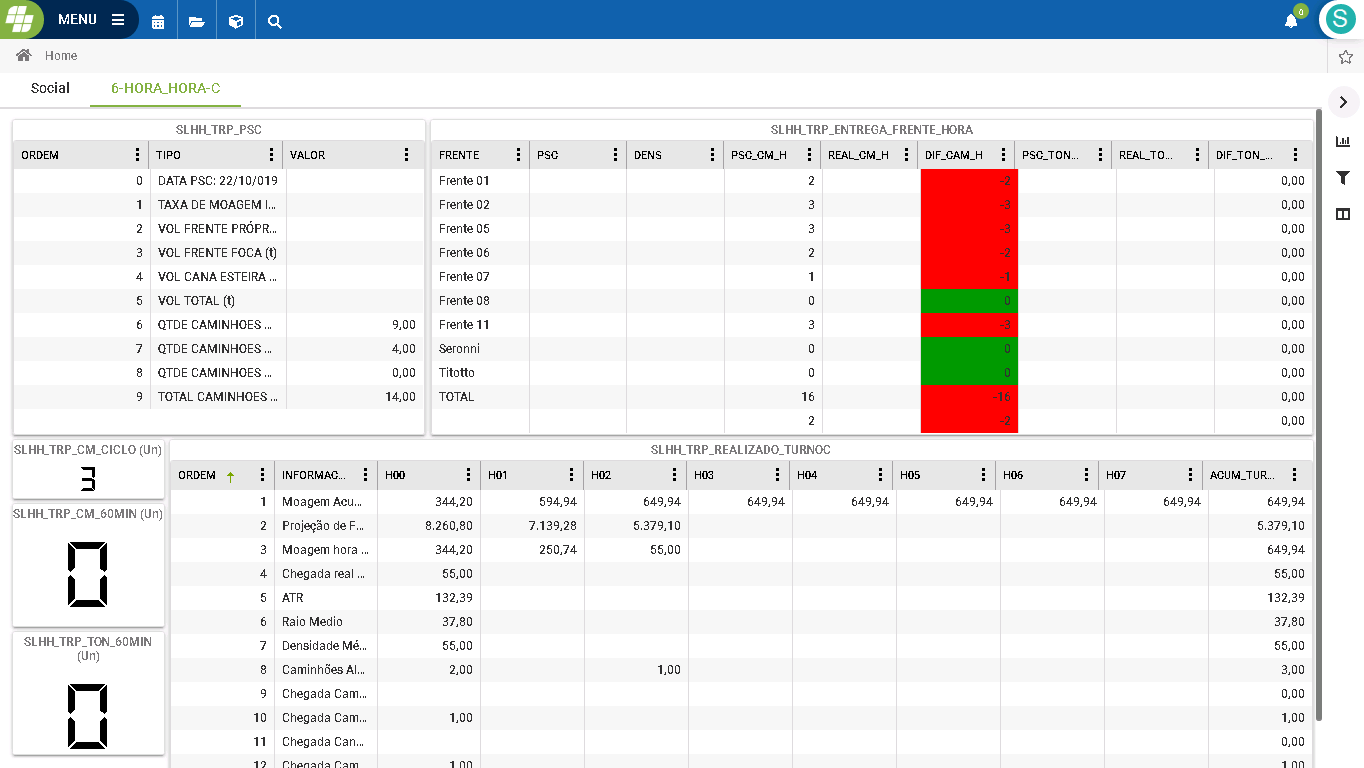 MENU
0
S
Home
Social 6-HORA_HORA-C
SLHH_TRP_PSC
ORDEM TIPO VALOR
0 DATA PSC: 22/10/019
1 TAXA DE MOAGEM I...
2 VOL FRENTE PRÓPR...
3 VOL FRENTE FOCA (t)
4 VOL CANA ESTEIRA ...
5 VOL TOTAL (t)
6 QTDE CAMINHOES ... 9,00
7 QTDE CAMINHOES ... 4,00
8 QTDE CAMINHOES ... 0,00
9 TOTAL CAMINHOES ... 14,00
SLHH_TRP_ENTREGA_FRENTE_HORA
FRENTE PSC DENS PSC_CM_H REAL_CM_H DIF_CAM_H PSC_TON... REAL_TO... DIF_TON_...
Frente 01 2 -2 0,00
Frente 02 3 -3 0,00
Frente 05 3 -3 0,00
Frente 06 2 -2 0,00
Frente 07 1 -1 0,00
Frente 08 0 0 0,00
Frente 11 3 -3 0,00
Seronni 0 0 0,00
Titotto 0 0 0,00
TOTAL 16 -16 0,00
2 2 0,00
SLHH_TRP_CM_CICLO (Un)
3
SLHH_TRP_CM_60MIN (Un)
0
SLHH_TRP_TON_60MIN
(Un)
0
SLHH_TRP_REALIZADO_TURNOC
ORDEM INFORMAC... H00 H01 H02 H03 H04 H05 H06 H07 ACUM_TUR...
1 Moagem Acu... 344,20 594,94 649,94 649,94 649,94 649,94 649,94 649,94 649,94
2 Projeção de F... 8.260,80 7.139,28 5.379,10 5.379,10
3 Moagem hora ... 344,20 250,74 55,00 649,94
4 Chegada real ... 55,00 55,00
5 ATR 132,39 132,39
6 Raio Medio 37,80 37,80
7 Densidade Mé... 55,00 55,00
8 Caminhões Al... 2,00 1,00 3,00
9 Chegada Cam... 0,00
10 Chegada Cam... 1,00 1,00
11 Chegada Can... 0,00
12 Chegada Cam... 1,00 1,00